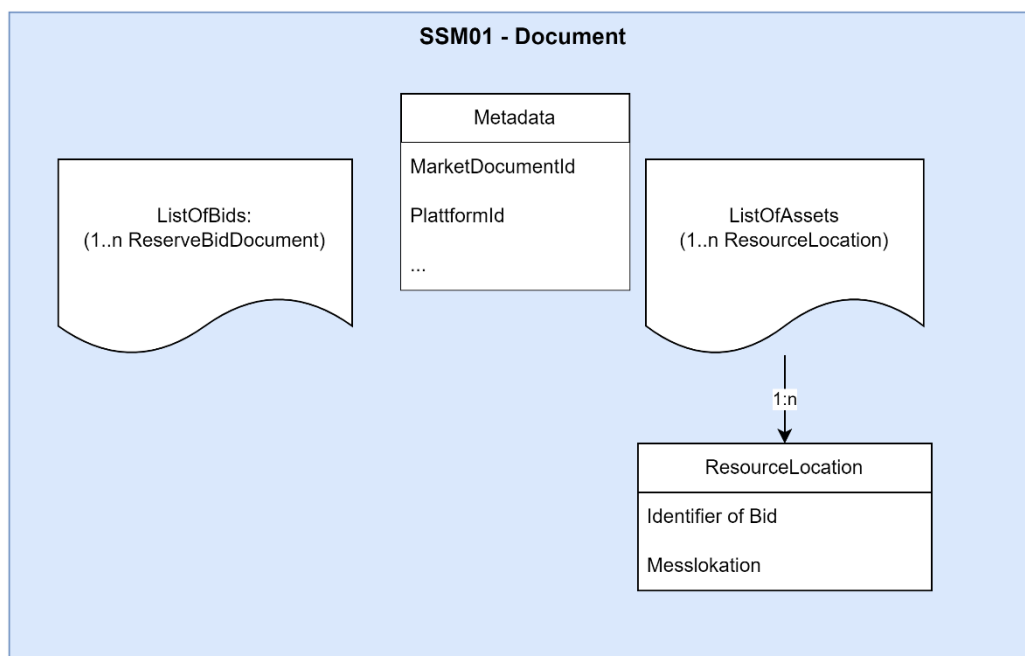 SSM01 - Document
Metadata
MarketDocumentId
PlattformId
...
ListOfBids:
(1..n ReserveBidDocument)
ListOfAssets
(1..n ResourceLocation)
1:n
ResourceLocation
Identifier of Bid
Messlokation